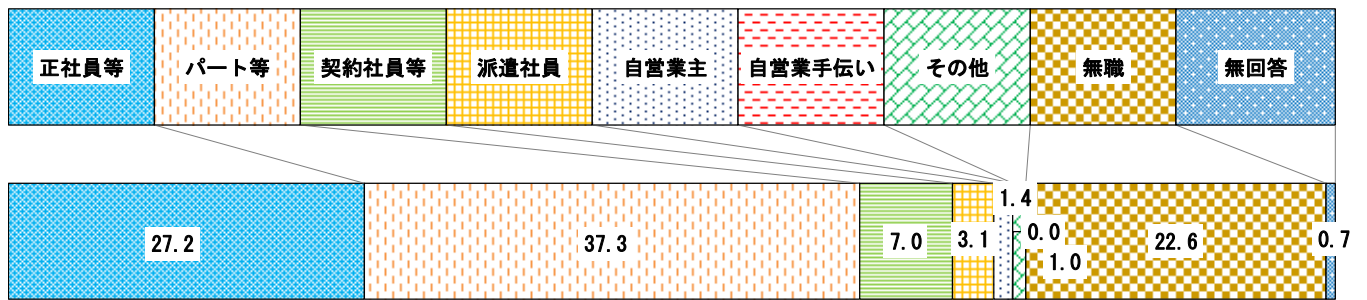 正社員等
パート等
契約社員等
派遣社員
自営業主
自営業手伝い
その他
無職
無回答
27.2
37.3
7.0
3.1
1.4
0.0
1.0
22.6
0.7